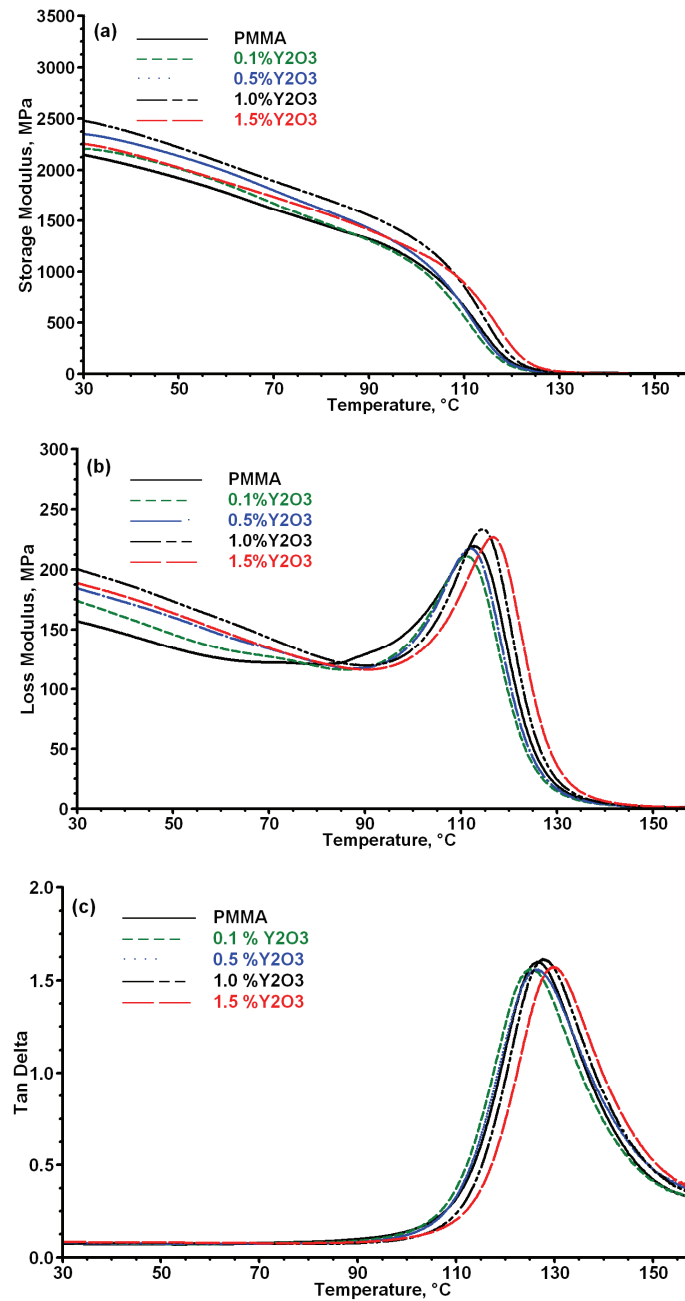 (a)
PMMA
0.1%Y2O3
0.5%Y2O3
1.0%Y2O3
1.5%Y2O3
3500
3000
2500
2000
1500
1000
500
0
Storage Modulus, MPa
30 50 70 90 110 130 150
Temperature, °C
(b)
PMMA
0.1%Y2O3
0.5%Y2O3
1.0%Y2O3
1.5%Y2O3
300
250
200
150
100
50
0
Loss Modulus, MPa
30 50 70 90 110 130 150
Temperature, °C
(c)
PMMA
0.1 % Y2O3
0.5 %Y2O3
1.0 %Y2O3
1.5 %Y2O3
2.0
1.5
1.0
0.5
0.0
Tan Delta
30 50 70 90 110 130 150
Temperature, °C